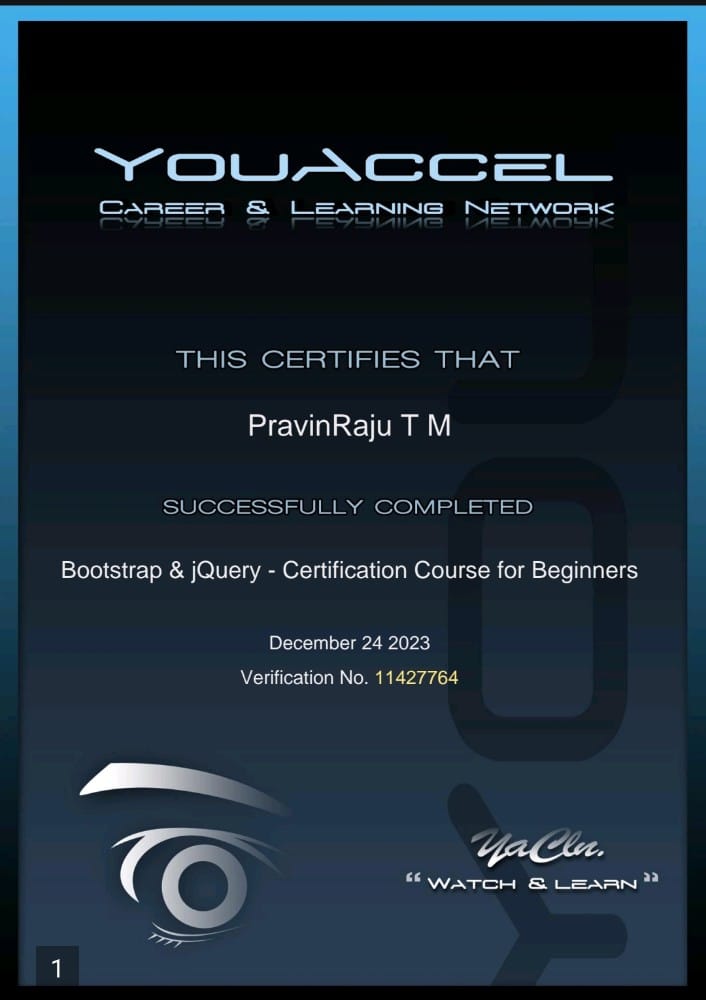 YouAccel
Career & Learning Network
THIS CERTIFIES THAT
PravinRaju T M
SUCCESSFULLY COMPLETED
Bootstrap & jQuery - Certification Course for Beginners
December 24 2023
Verification No. 11427764
YaCln.
“ Watch & Learn ”
1
YOU